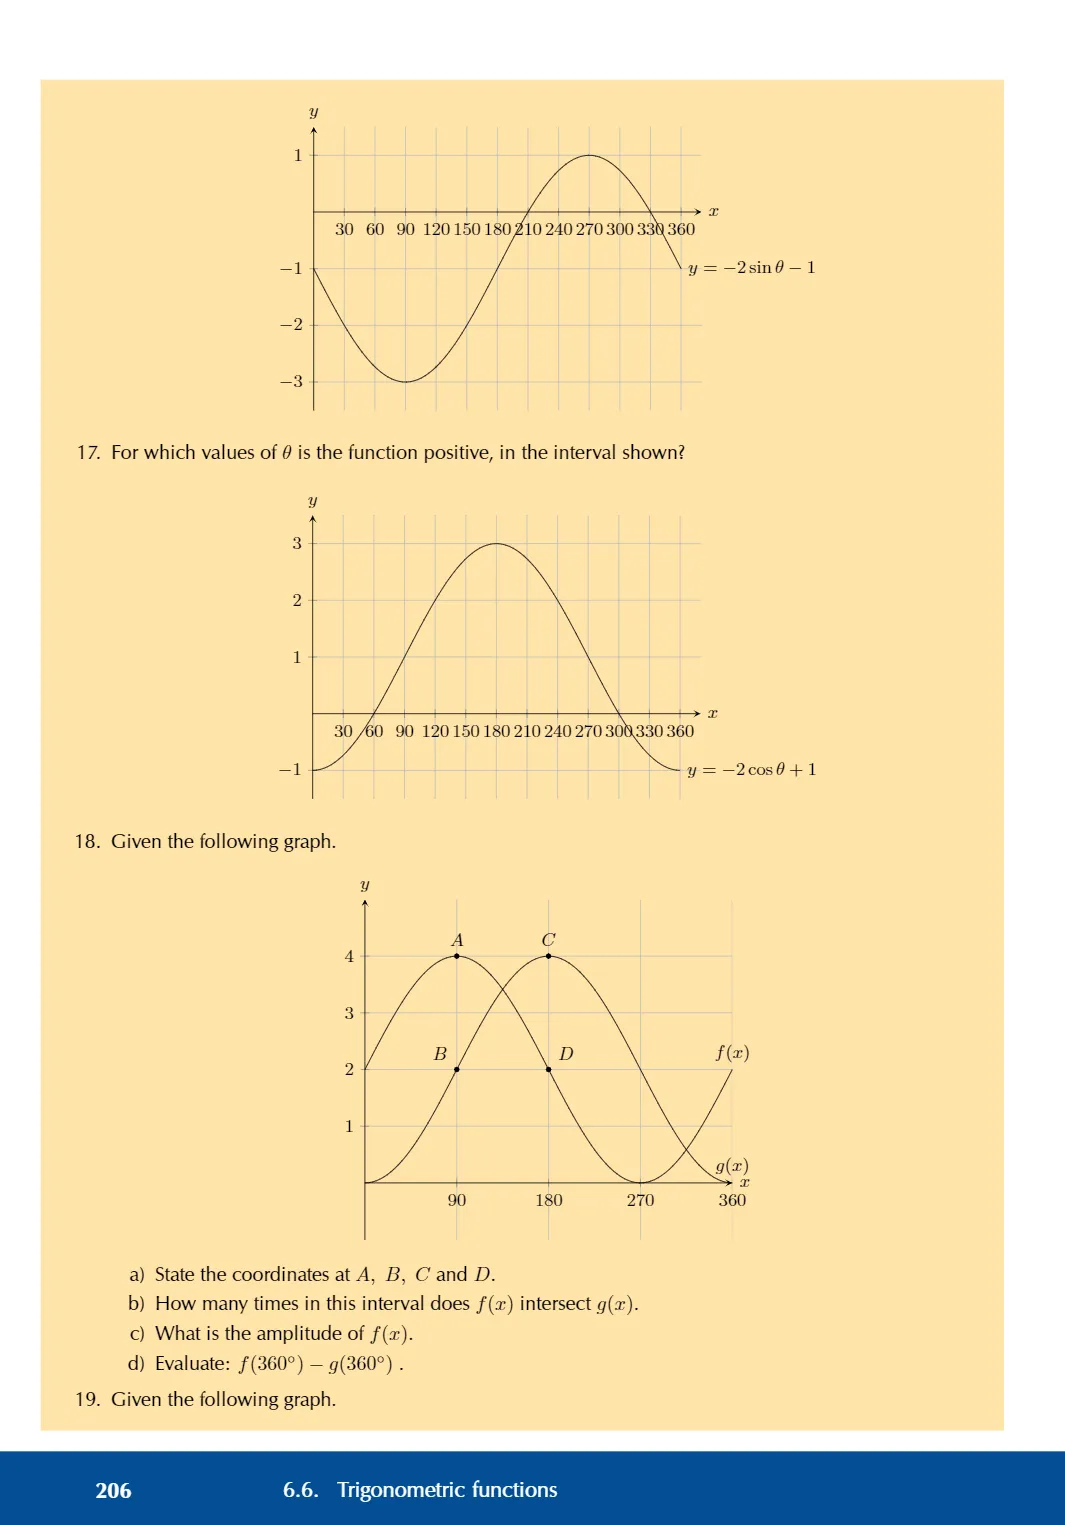 y
1
x
30 60 90 120 150 180 210 240 270 300 330 360
−1
y = −2 sin θ − 1
−2
−3
17. For which values of θ is the function positive, in the interval shown?
y
3
2
1
x
30 60 90 120 150 180 210 240 270 300 330 360
−1
y = −2 cos θ + 1
18. Given the following graph.
y
A C
4
3
B D f(x)
2
1
g(x)
x
90 180 270 360
a) State the coordinates at A, B, C and D.
b) How many times in this interval does f(x) intersect g(x).
c) What is the amplitude of f(x).
d) Evaluate: f(360°) − g(360°) .
19. Given the following graph.
206 6.6. Trigonometric functions